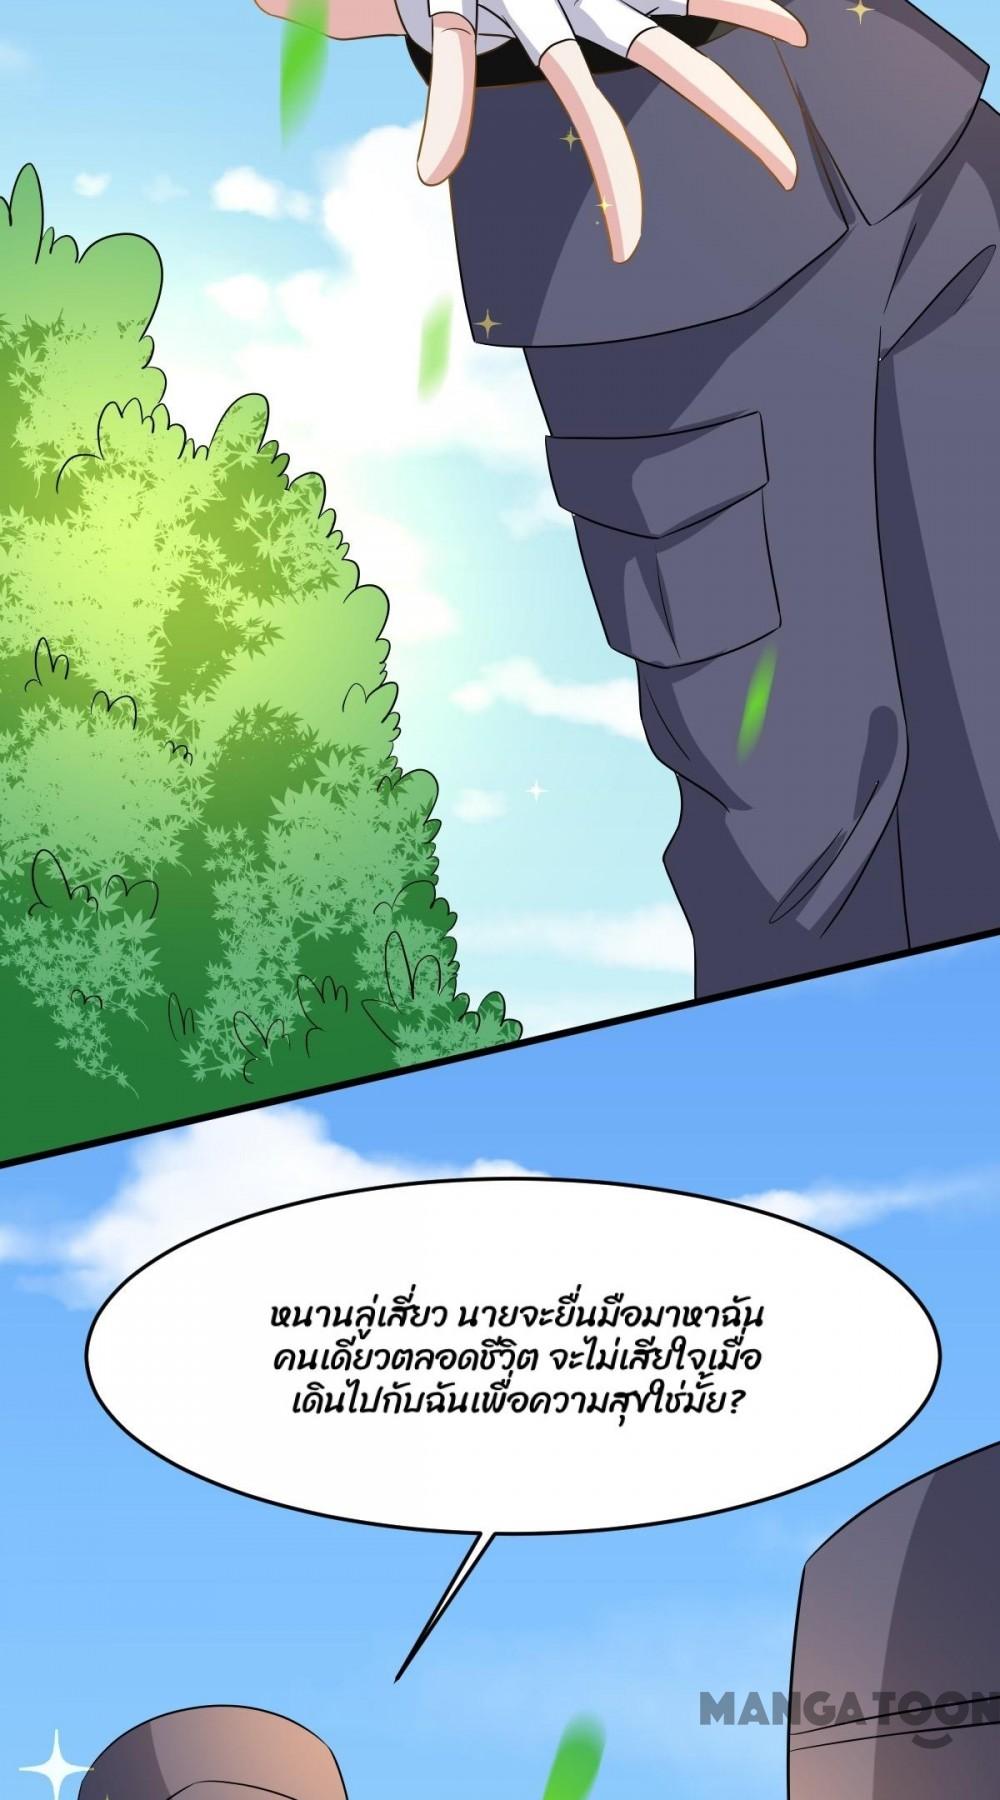 หนานลู่เสี่ยว นายจะยื่นมือมาหาฉัน
คนเดียวตลอดชีวิต จะไม่เสียใจเมื่อ
เดินไปกับฉันเพื่อความสุขใช่มั้ย?
MANGATOON